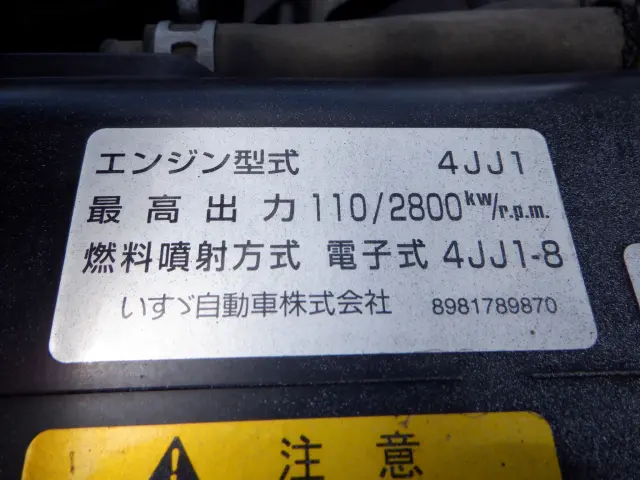 エンジン型式 4JJ1
最高出力 110/2800kw/r.p.m.
燃料噴射方式 電子式 4JJ1-8
いすゞ自動車株式会社 8981789870
注意